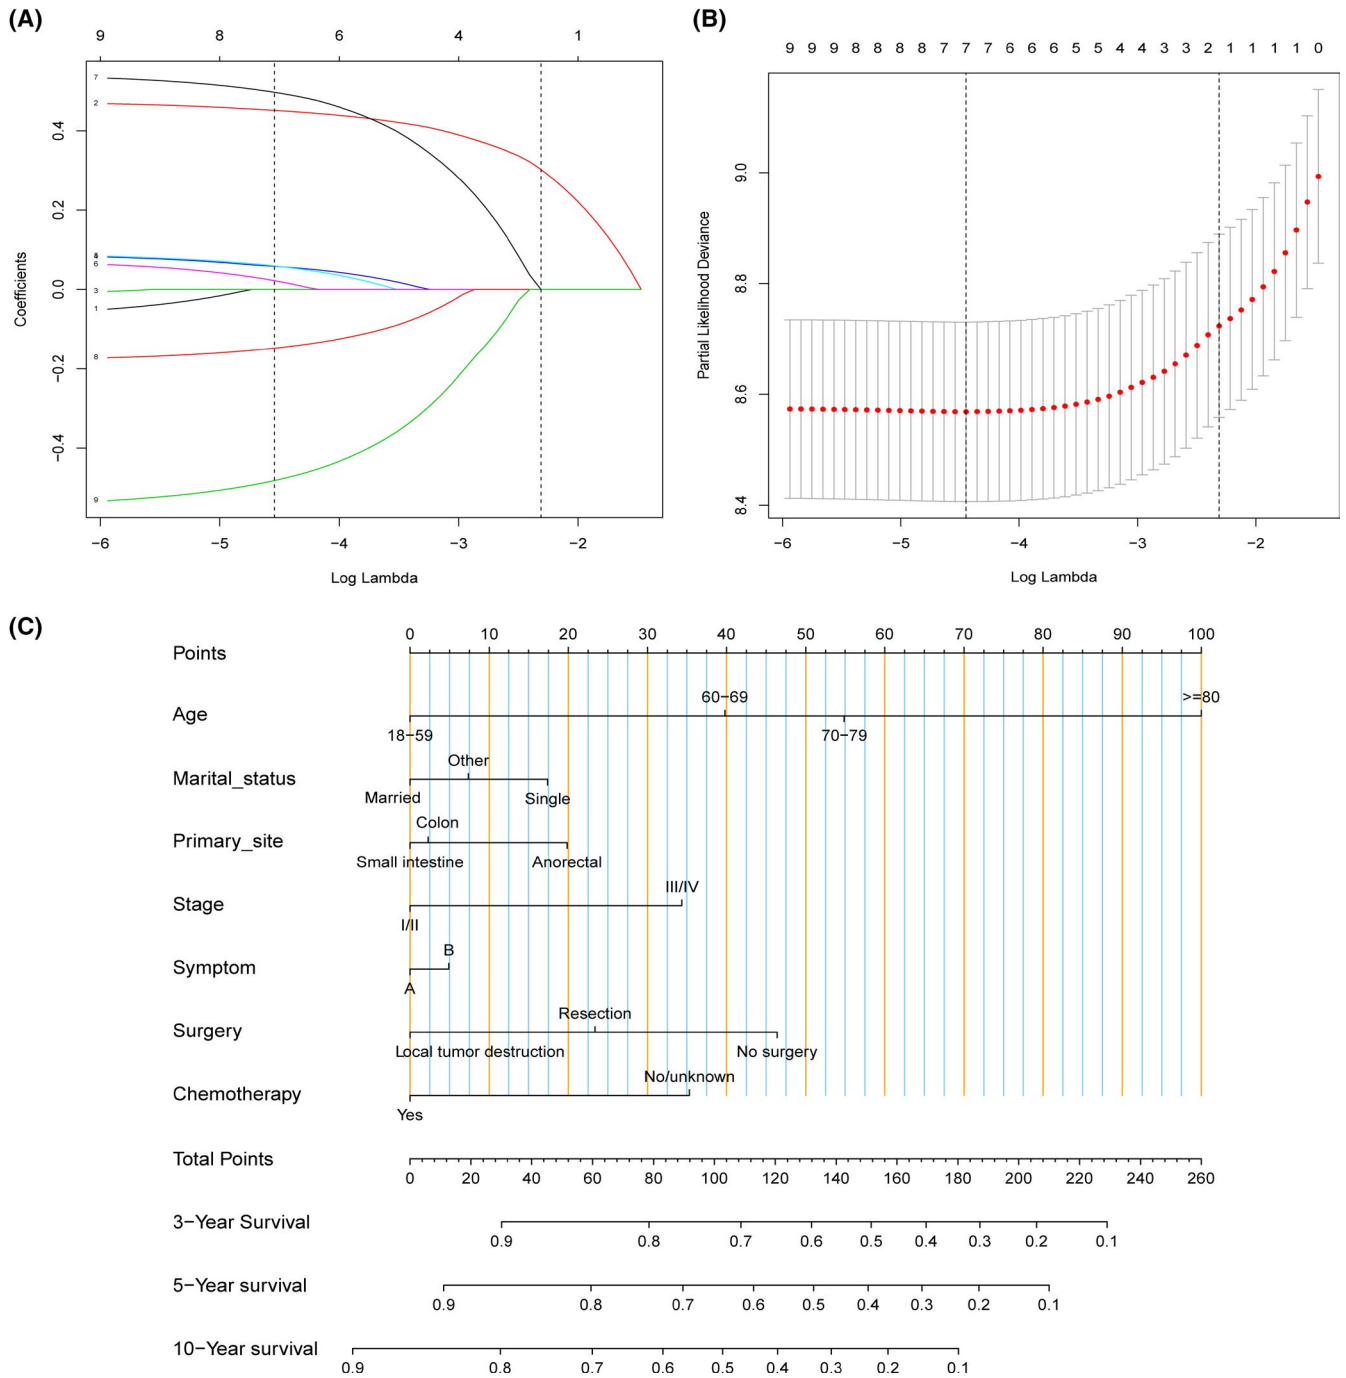 (A)
9 8 6 4 1
7
2
6
3
1
8
9
0.4
0.2
0.0
−0.2
−0.4
Coefficients
−6 −5 −4 −3 −2
Log Lambda
(B)
9 9 9 8 8 8 8 7 7 7 6 6 6 5 5 4 4 3 3 2 1 1 1 1 0
9.0
8.8
8.6
8.4
Partial Likelihood Deviance
−6 −5 −4 −3 −2
Log Lambda
(C)
0 10 20 30 40 50 60 70 80 90 100
Points
60−69 >=80
Age
18−59 70−79
Other
Marital_status
Married Single
Colon
Primary_site
Small intestine Anorectal
III/IV
Stage
I/II
B
Symptom
A
Resection
Surgery
Local tumor destruction No surgery
No/unknown
Chemotherapy
Yes
Total Points
0 20 40 60 80 100 120 140 160 180 200 220 240 260
3−Year Survival
0.9 0.8 0.7 0.6 0.5 0.4 0.3 0.2 0.1
5−Year survival
0.9 0.8 0.7 0.6 0.5 0.4 0.3 0.2 0.1
10−Year survival
0.9 0.8 0.7 0.6 0.5 0.4 0.3 0.2 0.1